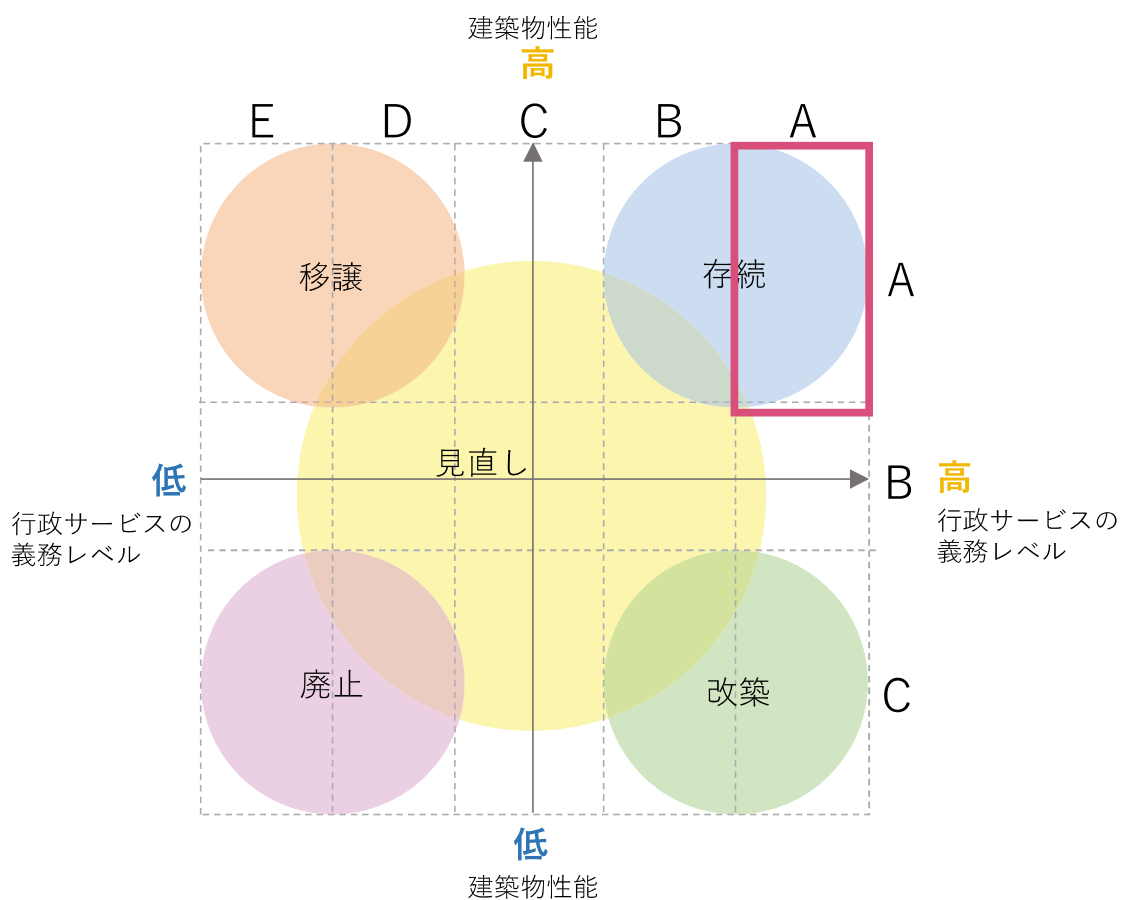 建築物性能
高
E D C B A
移譲
存続
A
見直し
低
行政サービスの
義務レベル
B
高
行政サービスの
義務レベル
廃止
改築
C
低
建築物性能